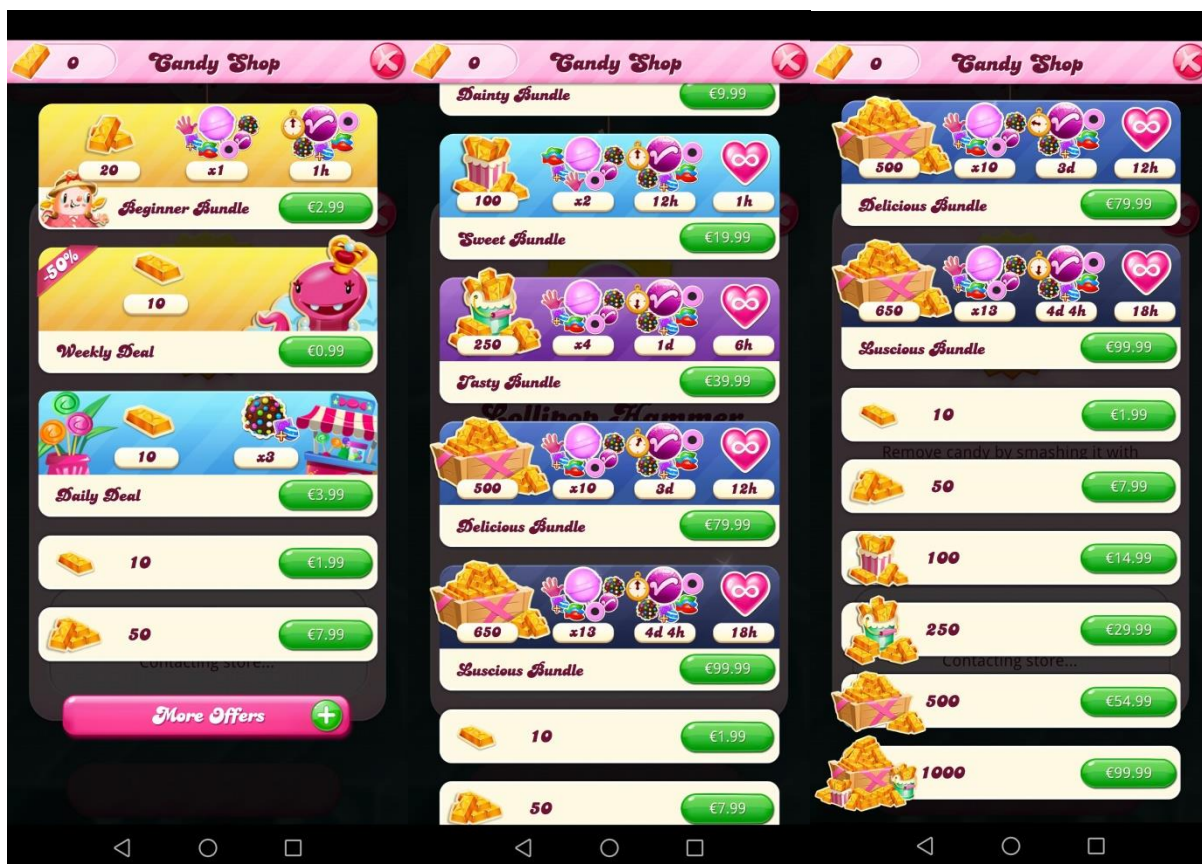 0
Candy Shop
20
x1
1h
Beginner Bundle
€2.99
-50%
10
Weekly Deal
€0.99
10
x3
Daily Deal
€3.99
10
€1.99
50
€7.99
Contacting store...
More Offers
0
Candy Shop
Dainty Bundle
€9.99
100
x2
12h
1h
Sweet Bundle
€19.99
250
x4
1d
6h
Tasty Bundle
€39.99
Lollipop Hammer
500
x10
3d
12h
Delicious Bundle
€79.99
650
x13
4d 4h
18h
Luscious Bundle
€99.99
10
€1.99
50
€7.99
0
Candy Shop
500
x10
3d
12h
Delicious Bundle
€79.99
650
x13
4d 4h
18h
Luscious Bundle
€99.99
10
€1.99
Remove candy by smashing it with
50
€7.99
100
€14.99
250
€29.99
Contacting store...
500
€54.99
1000
€99.99